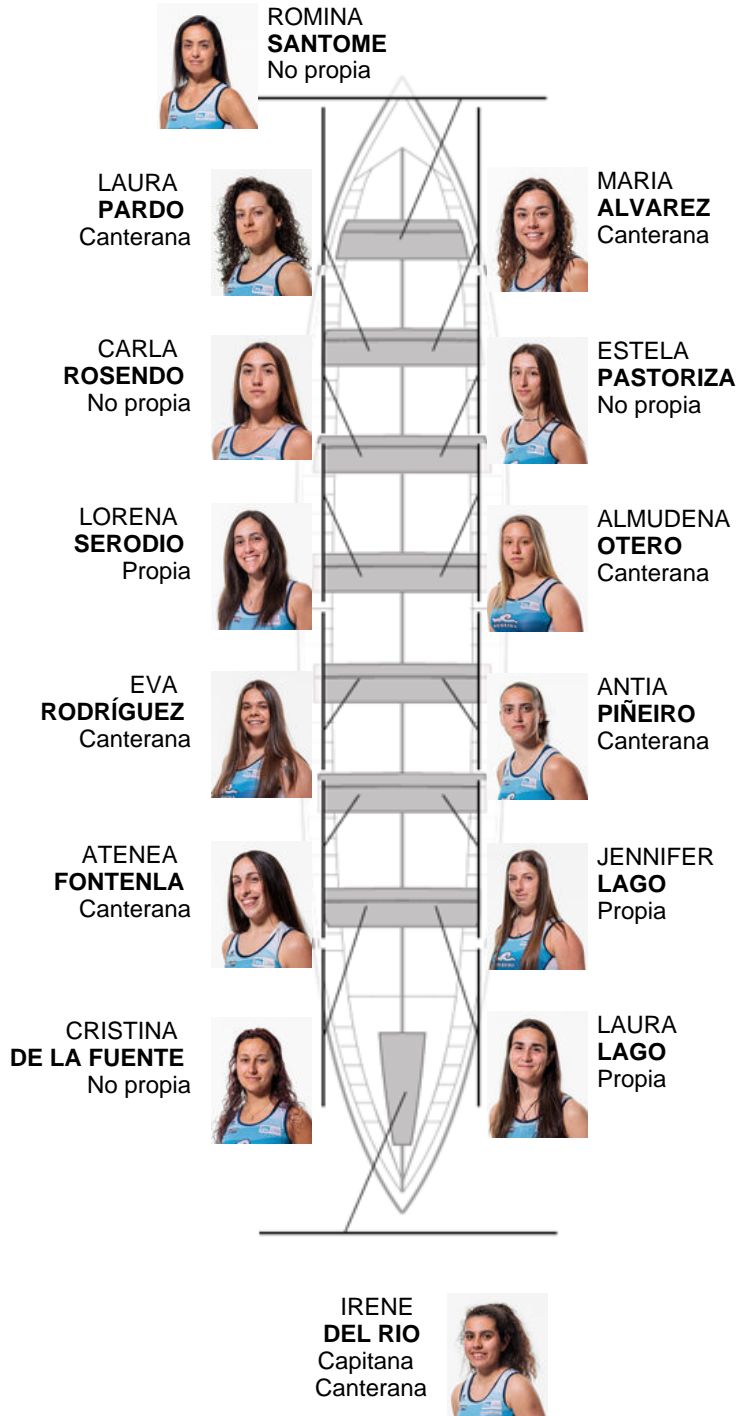 ROMINA
SANTOME
No propia
LAURA
PARDO
Canterana
MARIA
ALVAREZ
Canterana
CARLA
ROSENDO
No propia
ESTELA
PASTORIZA
No propia
LORENA
SERODIO
Propia
ALMUDENA
OTERO
Canterana
EVA
RODRÍGUEZ
Canterana
ANTIA
PIÑEIRO
Canterana
ATENEA
FONTENLA
Canterana
JENNIFER
LAGO
Propia
CRISTINA
DE LA FUENTE
No propia
LAURA
LAGO
Propia
IRENE
DEL RIO
Capitana
Canterana